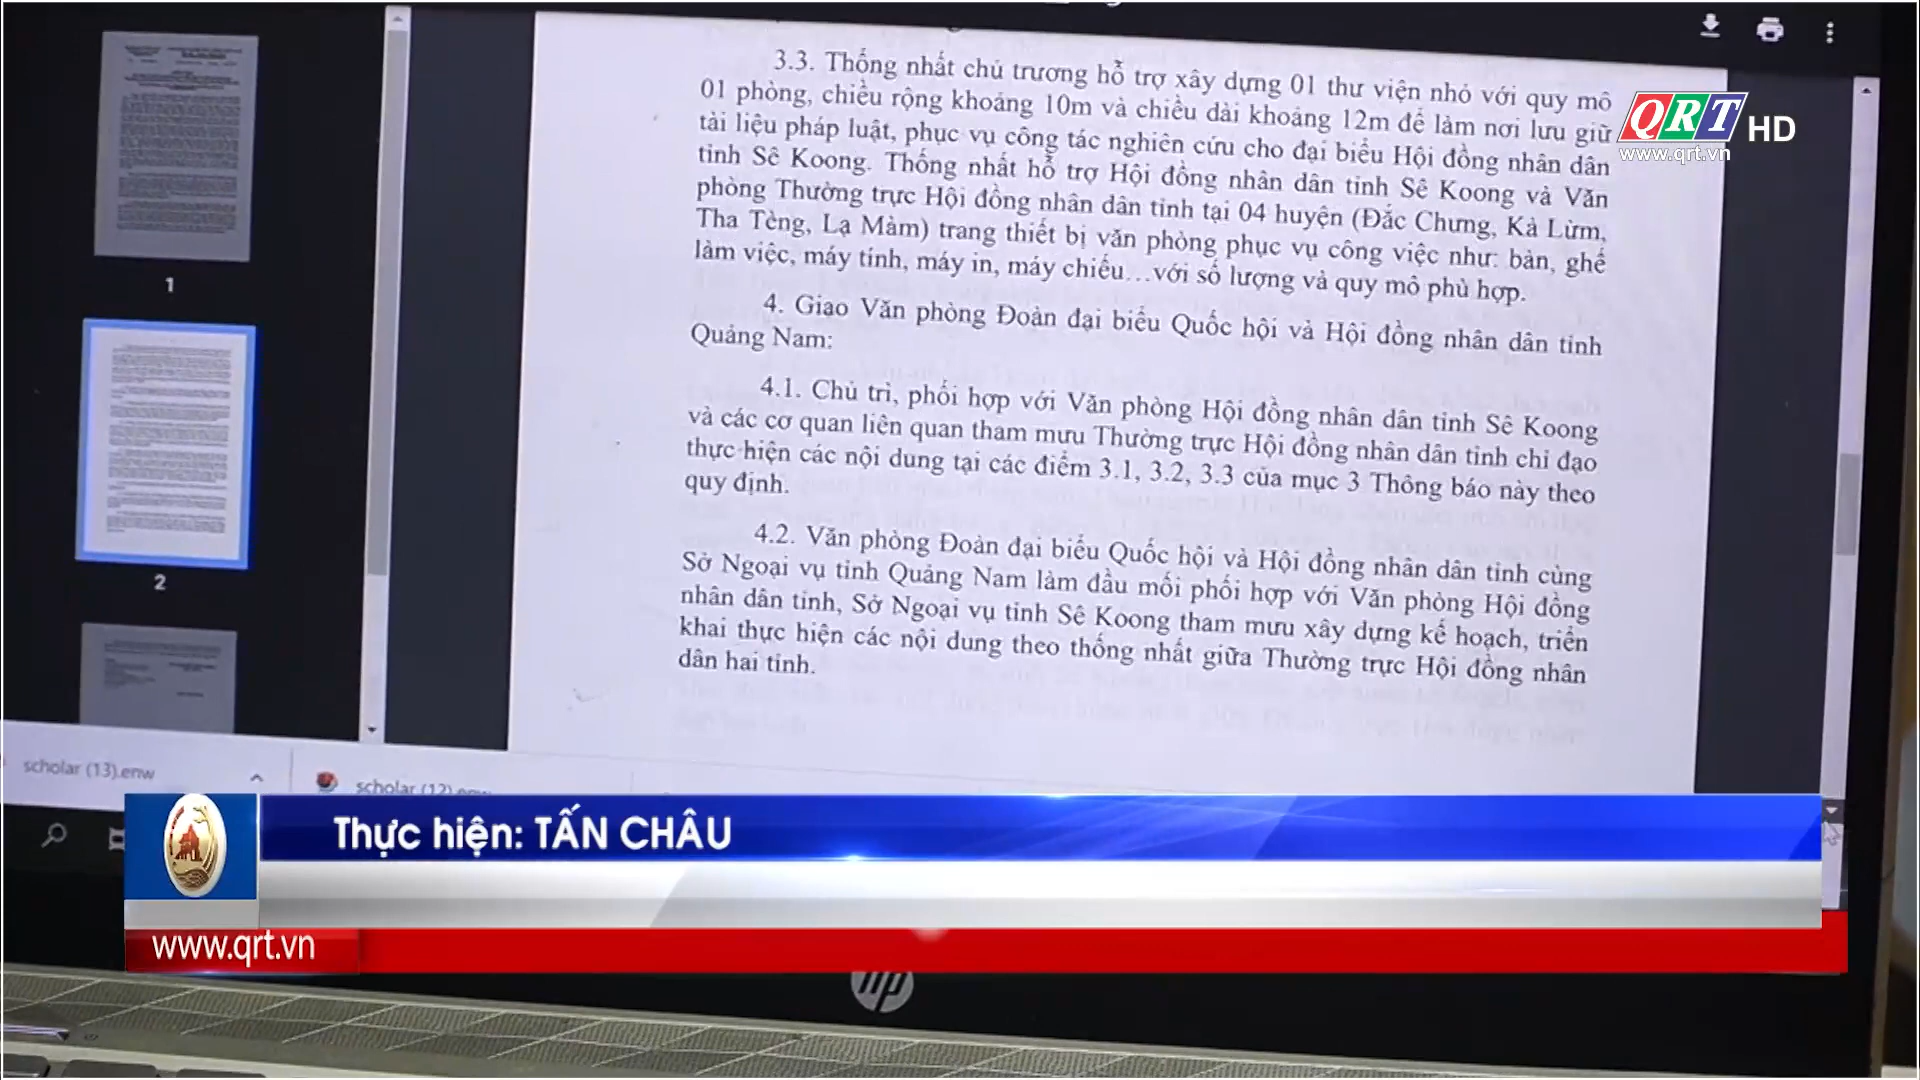 3.3. Thống nhất chủ trương hỗ trợ xây dựng 01 thư viện nhỏ với quy mô
01 phòng, chiều rộng khoảng 10m và chiều dài khoảng 12m để làm nơi lưu giữ
tài liệu pháp luật, phục vụ công tác nghiên cứu cho đại biểu Hội đồng nhân dân
tỉnh Sê Koong. Thống nhất hỗ trợ Hội đồng nhân dân tỉnh Sê Koong và Văn
phòng Thường trực Hội đồng nhân dân tỉnh tại 04 huyện (Đắc Chưng, Kà Lừm,
Tha Tèng, Lạ Màm) trang thiết bị văn phòng phục vụ công việc như: bàn, ghế
làm việc, máy tính, máy in, máy chiếu…với số lượng và quy mô phù hợp.
4. Giao Văn phòng Đoàn đại biểu Quốc hội và Hội đồng nhân dân tỉnh
Quảng Nam:
4.1. Chủ trì, phối hợp với Văn phòng Hội đồng nhân dân tỉnh Sê Koong
và các cơ quan liên quan tham mưu Thường trực Hội đồng nhân dân tỉnh chỉ đạo
thực hiện các nội dung tại các điểm 3.1, 3.2, 3.3 của mục 3 Thông báo này theo
quy định.
4.2. Văn phòng Đoàn đại biểu Quốc hội và Hội đồng nhân dân tỉnh cùng
Sở Ngoại vụ tỉnh Quảng Nam làm đầu mối phối hợp với Văn phòng Hội đồng
nhân dân tỉnh, Sở Ngoại vụ tỉnh Sê Koong tham mưu xây dựng kế hoạch, triển
khai thực hiện các nội dung theo thống nhất giữa Thường trực Hội đồng nhân
dân hai tỉnh.
QRT HD
www.qrt.vn
1
2
scholar (13).enw
scholar (12).enw
Thực hiện: TẤN CHÂU
www.qrt.vn
hp